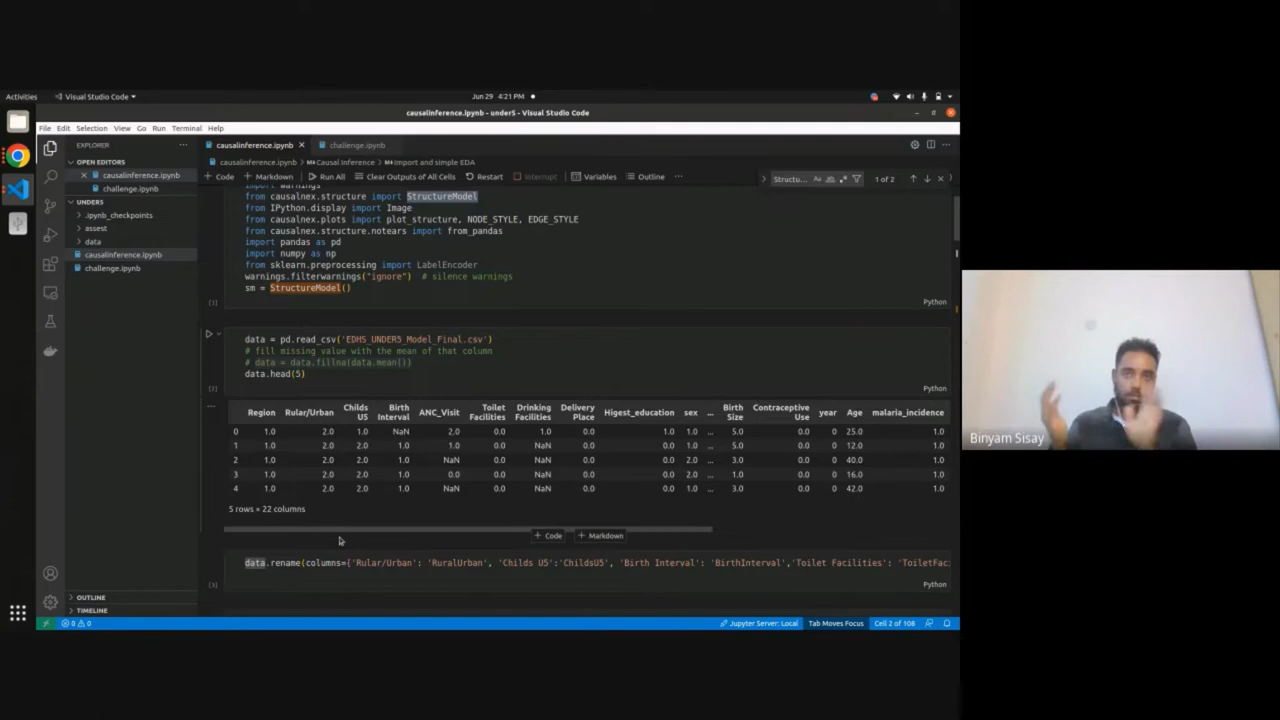 Activities
Visual Studio Code
Jun 29 4:21 PM
causalinference.ipynb - under5 - Visual Studio Code
File Edit Selection View Go Run Terminal Help
EXPLORER
OPEN EDITORS
causalinference.ipynb
challenge.ipynb
UNDER5
.ipynb_checkpoints
assest
data
causalinference.ipynb
challenge.ipynb
OUTLINE
TIMELINE
causalinference.ipynb
challenge.ipynb
causalinference.ipynb > Causal Inference > Import and simple EDA
+ Code + Markdown Run All Clear Outputs of All Cells Restart Interrupt Variables Outline
Structu... 1 of 2
import warnings
from causalnex.structure import StructureModel
from IPython.display import Image
from causalnex.plots import plot_structure, NODE_STYLE, EDGE_STYLE
from causalnex.structure.notears import from_pandas
import pandas as pd
import numpy as np
from sklearn.preprocessing import LabelEncoder
warnings.filterwarnings("ignore") # silence warnings
sm = StructureModel()
[1] Python
data = pd.read_csv('EDHS_UNDER5_Model_Final.csv')
# fill missing value with the mean of that column
# data = data.fillna(data.mean())
data.head(5)
[2] Python
Region Rular/Urban Childs U5 Birth Interval ANC_Visit Toilet Facilities Drinking Facilities Delivery Place Higest_education sex ... Birth Size Contraceptive Use year Age malaria_incidence
0 1.0 2.0 1.0 NaN 2.0 0.0 1.0 0.0 1.0 1.0 ... 5.0 0.0 0 25.0 1.0
1 1.0 2.0 2.0 1.0 1.0 0.0 NaN 0.0 0.0 1.0 ... 5.0 0.0 0 12.0 1.0
2 1.0 2.0 2.0 NaN NaN 0.0 NaN 0.0 0.0 2.0 ... 3.0 0.0 0 40.0 1.0
3 1.0 2.0 2.0 1.0 0.0 0.0 NaN 0.0 0.0 2.0 ... 1.0 0.0 0 16.0 1.0
4 1.0 2.0 2.0 1.0 NaN 0.0 NaN 0.0 0.0 1.0 ... 3.0 0.0 0 42.0 1.0
5 rows × 22 columns
+ Code + Markdown
data.rename(columns={'Rular/Urban': 'RuralUrban', 'Childs U5':'ChildsU5', 'Birth Interval': 'BirthInterval','Toilet Facilities': 'ToiletFaci
[3] Python
0 0
Jupyter Server: Local Tab Moves Focus Cell 2 of 108
Binyam Sisay